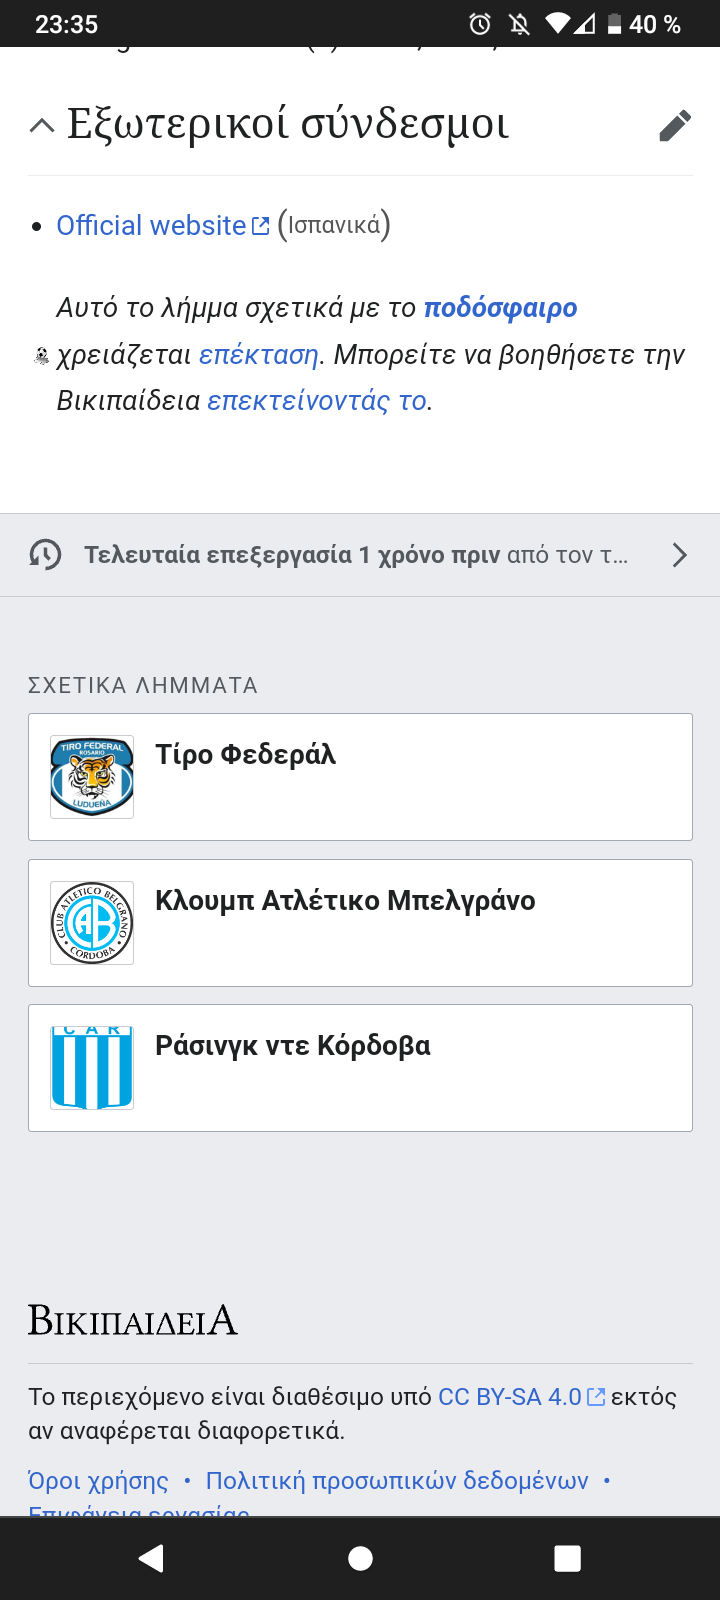 23:35
40 %
Εξωτερικοί σύνδεσμοι
Official website (Ισπανικά)
Αυτό το λήμμα σχετικά με το ποδόσφαιρο
χρειάζεται επέκταση. Μπορείτε να βοηθήσετε την
Βικιπαίδεια επεκτείνοντάς το.
Τελευταία επεξεργασία 1 χρόνο πριν από τον τ...
ΣΧΕΤΙΚΑ ΛΗΜΜΑΤΑ
TIRO FEDERAL
ROSARIO
LUDUEÑA
Τίρο Φεδεράλ
CLUB ATLETICO BELGRANO
CORDOBA
Κλουμπ Ατλέτικο Μπελγράνο
C A R
Ράσινγκ ντε Κόρδοβα
ΒΙΚΙΠΑΙΔΕΙΑ
Το περιεχόμενο είναι διαθέσιμο υπό CC BY-SA 4.0 εκτός
αν αναφέρεται διαφορετικά.
Όροι χρήσης • Πολιτική προσωπικών δεδομένων •
Επιφάνεια εργασίας